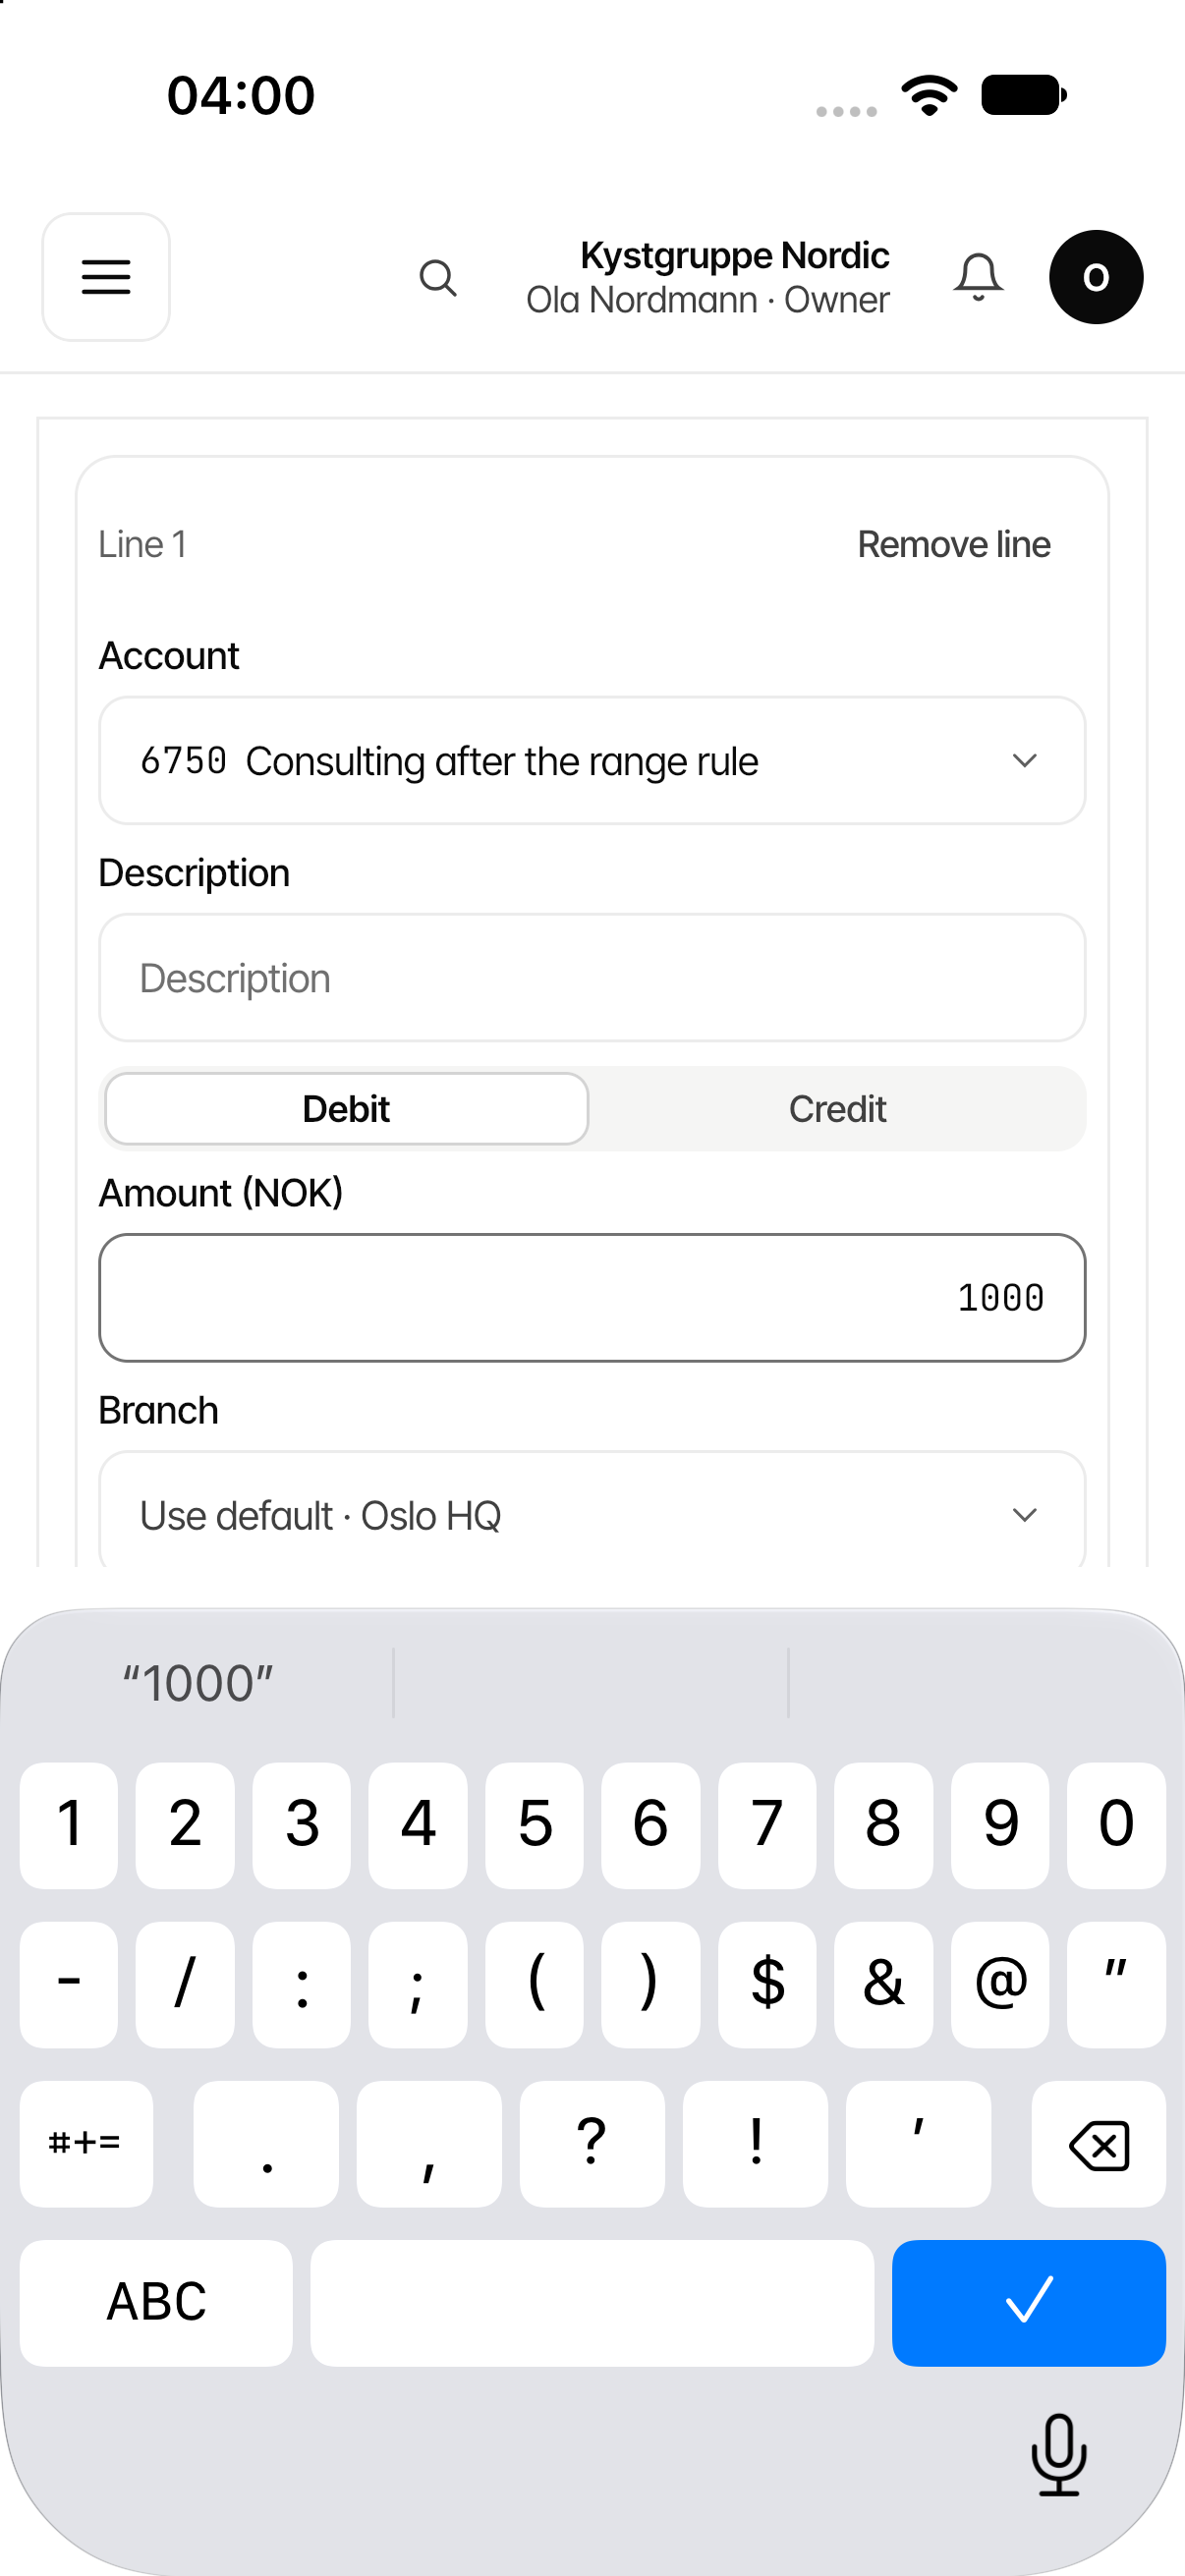 04:00
Kystgruppe Nordic
Ola Nordmann · Owner
O
Line 1 Remove line
Account
6750 Consulting after the range rule
Description
Description
Debit Credit
Amount (NOK)
1000
Branch
Use default · Oslo HQ
“1000”
1 2 3 4 5 6 7 8 9 0
- / : ; ( ) $ & @ ”
#+= . , ? ! ’
ABC